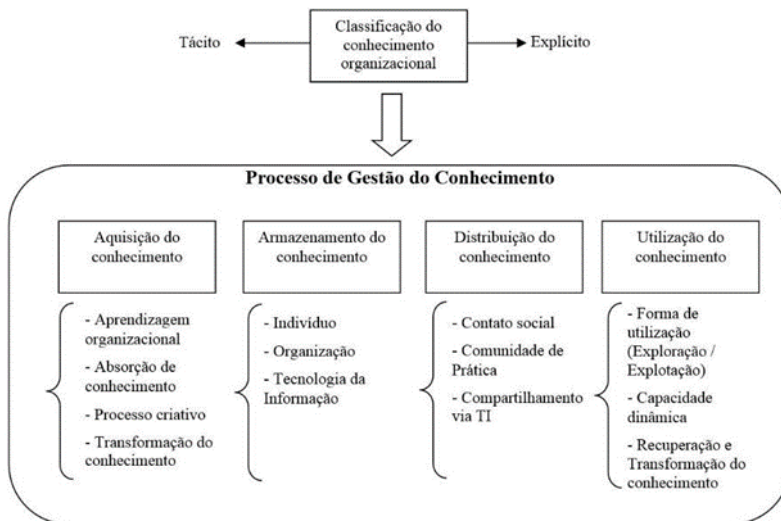 Classificação do
conhecimento
organizacional
Tácito
Explícito
Processo de Gestão do Conhecimento
Aquisição do
conhecimento
Armazenamento do
conhecimento
Distribuição do
conhecimento
Utilização do
conhecimento
- Aprendizagem
organizacional
- Absorção de
conhecimento
- Processo criativo
- Transformação do
conhecimento
- Indivíduo
- Organização
- Tecnologia da
Informação
- Contato social
- Comunidade de
Prática
- Compartilhamento
via TI
- Forma de
utilização
(Exploração /
Explotação)
- Capacidade
dinâmica
- Recuperação e
Transformação do
conhecimento